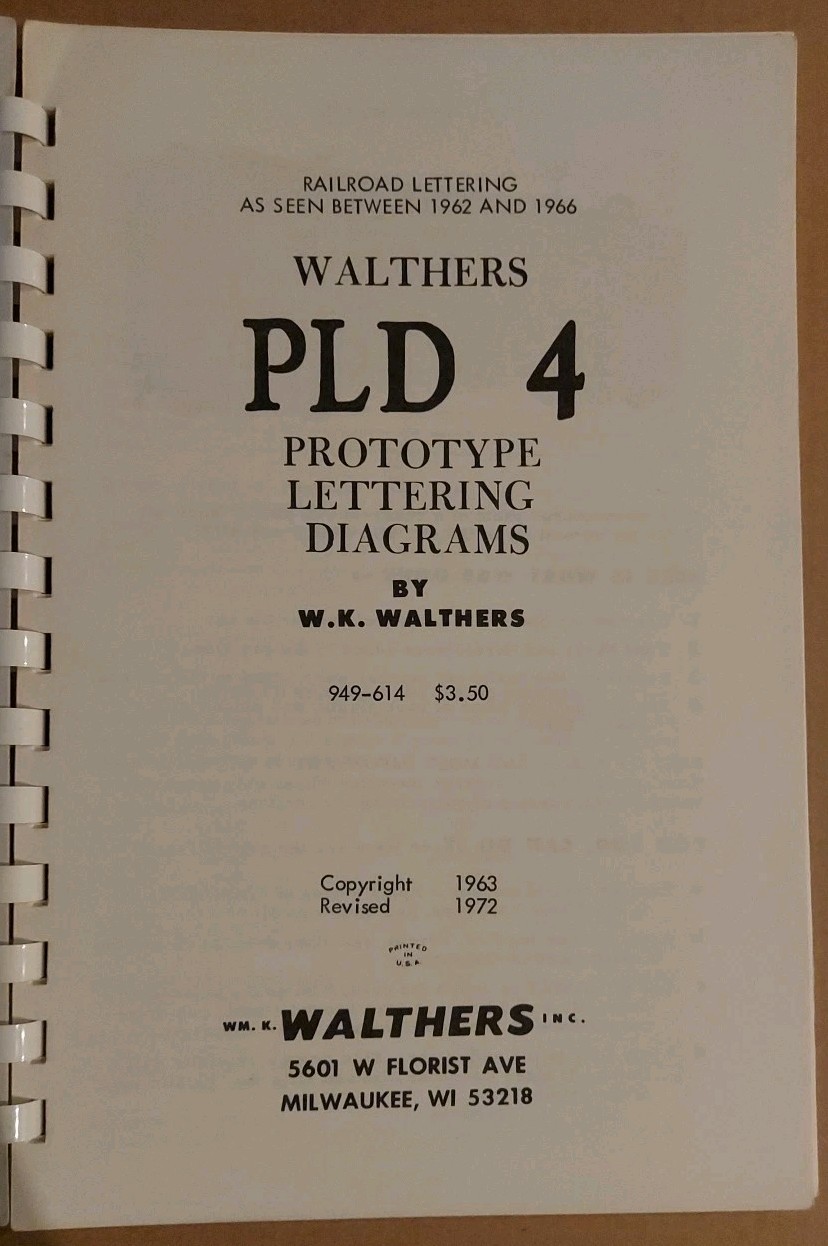 RAILROAD LETTERING
AS SEEN BETWEEN 1962 AND 1966
WALTHERS
PLD 4
PROTOTYPE
LETTERING
DIAGRAMS
BY
W.K. WALTHERS
949-614 $3.50
Copyright 1963
Revised 1972
PRINTED
IN
U.S.A.
WM. K. WALTHERS INC.
5601 W FLORIST AVE
MILWAUKEE, WI 53218